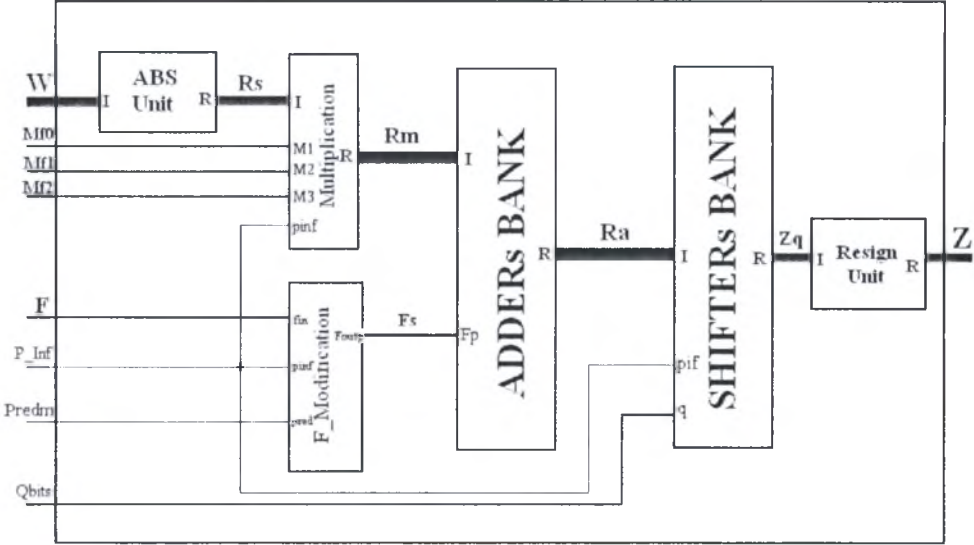 W
Mf0
Mf1
Mf2
F
P_Inf
Predm
Qbits
I
ABS
Unit
R
Rs
I
M1
M2
M3
pinf
R
Multiplication
Rm
fin
pinf
pred
F_Modification
Fs
I
Fp
R
ADDERs BANK
Ra
I
pif
q
R
SHIFTERs BANK
Zq
I
Resign
Unit
R
Z